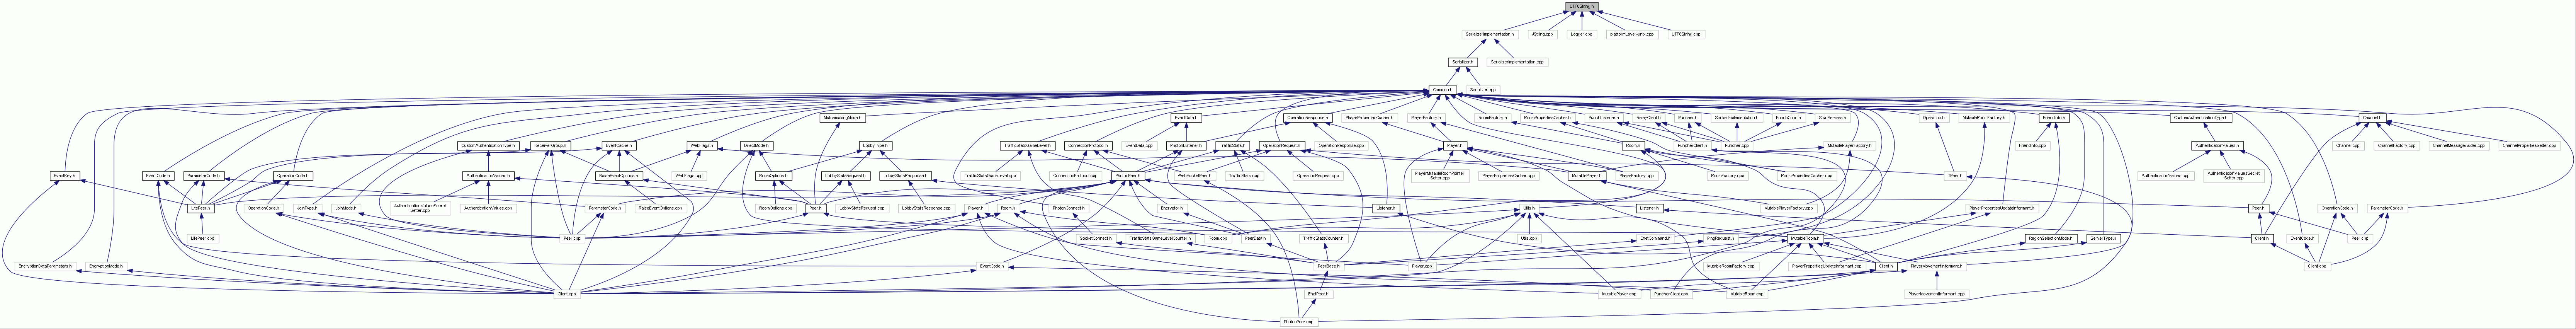 UTF8String.h
SerializerImplementation.h
JString.cpp
Logger.cpp
platformLayer-unix.cpp
UTF8String.cpp
Serializer.h
SerializerImplementation.cpp
Common.h
Serializer.cpp
MatchmakingMode.h
EventData.h
OperationResponse.h
PlayerPropertiesCacher.h
PlayerFactory.h
RoomFactory.h
RoomPropertiesCacher.h
PunchListener.h
RelayClient.h
Puncher.h
SocketImplementation.h
PunchConn.h
StunServers.h
Operation.h
MutableRoomFactory.h
FriendInfo.h
CustomAuthenticationType.h
Channel.h
CustomAuthenticationType.h
ReceiverGroup.h
EventCache.h
WebFlags.h
DirectMode.h
LobbyType.h
TrafficStatsGameLevel.h
ConnectionProtocol.h
EventData.cpp
PhotonListener.h
TrafficStats.h
OperationRequest.h
OperationResponse.cpp
Player.h
Room.h
PuncherClient.h
Puncher.cpp
MutablePlayerFactory.h
FriendInfo.cpp
AuthenticationValues.h
Channel.cpp
ChannelFactory.cpp
ChannelMessageAdder.cpp
ChannelPropertiesSetter.cpp
EventKey.h
EventCode.h
ParameterCode.h
OperationCode.h
AuthenticationValues.h
RaiseEventOptions.h
WebFlags.cpp
RoomOptions.h
LobbyStatsRequest.h
LobbyStatsResponse.h
TrafficStatsGameLevel.cpp
ConnectionProtocol.cpp
PhotonPeer.h
WebSocketPeer.h
TrafficStats.cpp
OperationRequest.cpp
PlayerMutableRoomPointer
Setter.cpp
PlayerPropertiesCacher.cpp
MutablePlayer.h
PlayerFactory.cpp
RoomFactory.cpp
RoomPropertiesCacher.cpp
TPeer.h
AuthenticationValues.cpp
AuthenticationValuesSecret
Setter.cpp
LitePeer.h
OperationCode.h
JoinType.h
JoinMode.h
AuthenticationValuesSecret
Setter.cpp
AuthenticationValues.cpp
ParameterCode.h
RaiseEventOptions.cpp
RoomOptions.cpp
Peer.h
LobbyStatsRequest.cpp
LobbyStatsResponse.cpp
Player.h
Room.h
PhotonConnect.h
Encryptor.h
Listener.h
Utils.h
Listener.h
MutablePlayerFactory.cpp
PlayerPropertiesUpdateInformant.h
Peer.h
OperationCode.h
ParameterCode.h
LitePeer.cpp
Peer.cpp
SocketConnect.h
TrafficStatsGameLevelCounter.h
Room.cpp
PeerData.h
TrafficStatsCounter.h
Utils.cpp
EnetCommand.h
PingRequest.h
MutableRoom.h
RegionSelectionMode.h
ServerType.h
Client.h
EventCode.h
Peer.cpp
EncryptionDataParameters.h
EncryptionMode.h
EventCode.h
PeerBase.h
Player.cpp
MutableRoomFactory.cpp
PlayerPropertiesUpdateInformant.cpp
Client.h
PlayerMovementInformant.h
Client.cpp
Client.cpp
EnetPeer.h
MutablePlayer.cpp
PuncherClient.cpp
MutableRoom.cpp
PlayerMovementInformant.cpp
PhotonPeer.cpp